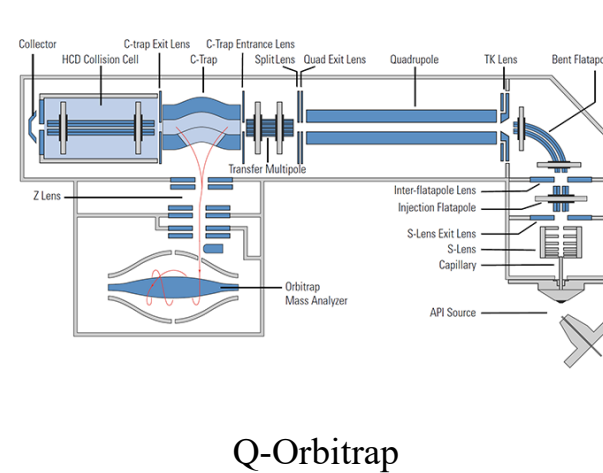 Collector
C-trap Exit Lens
C-Trap Entrance Lens
HCD Collision Cell
C-Trap
Split Lens
Quad Exit Lens
Quadrupole
TK Lens
Bent Flatapo
Transfer Multipole
Z Lens
Inter-flatapole Lens
Injection Flatapole
S-Lens Exit Lens
S-Lens
Capillary
Orbitrap
Mass Analyzer
API Source
Q-Orbitrap